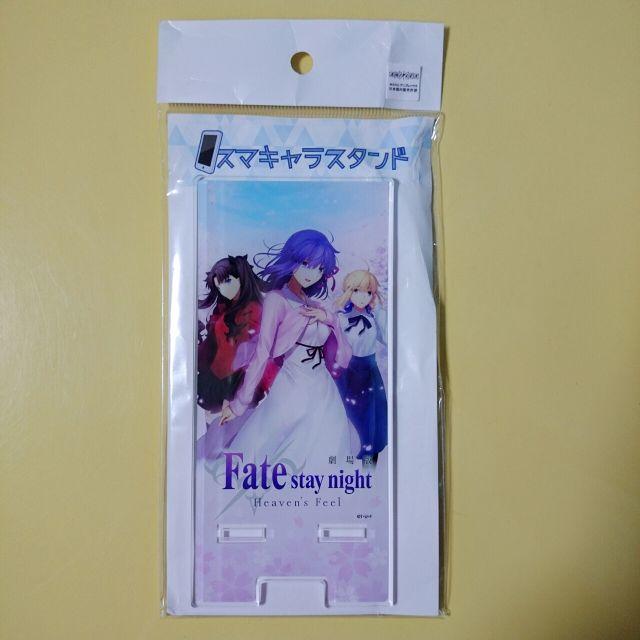 スマキャラスタンド
劇場版
Fate
stay night
Heaven's Feel